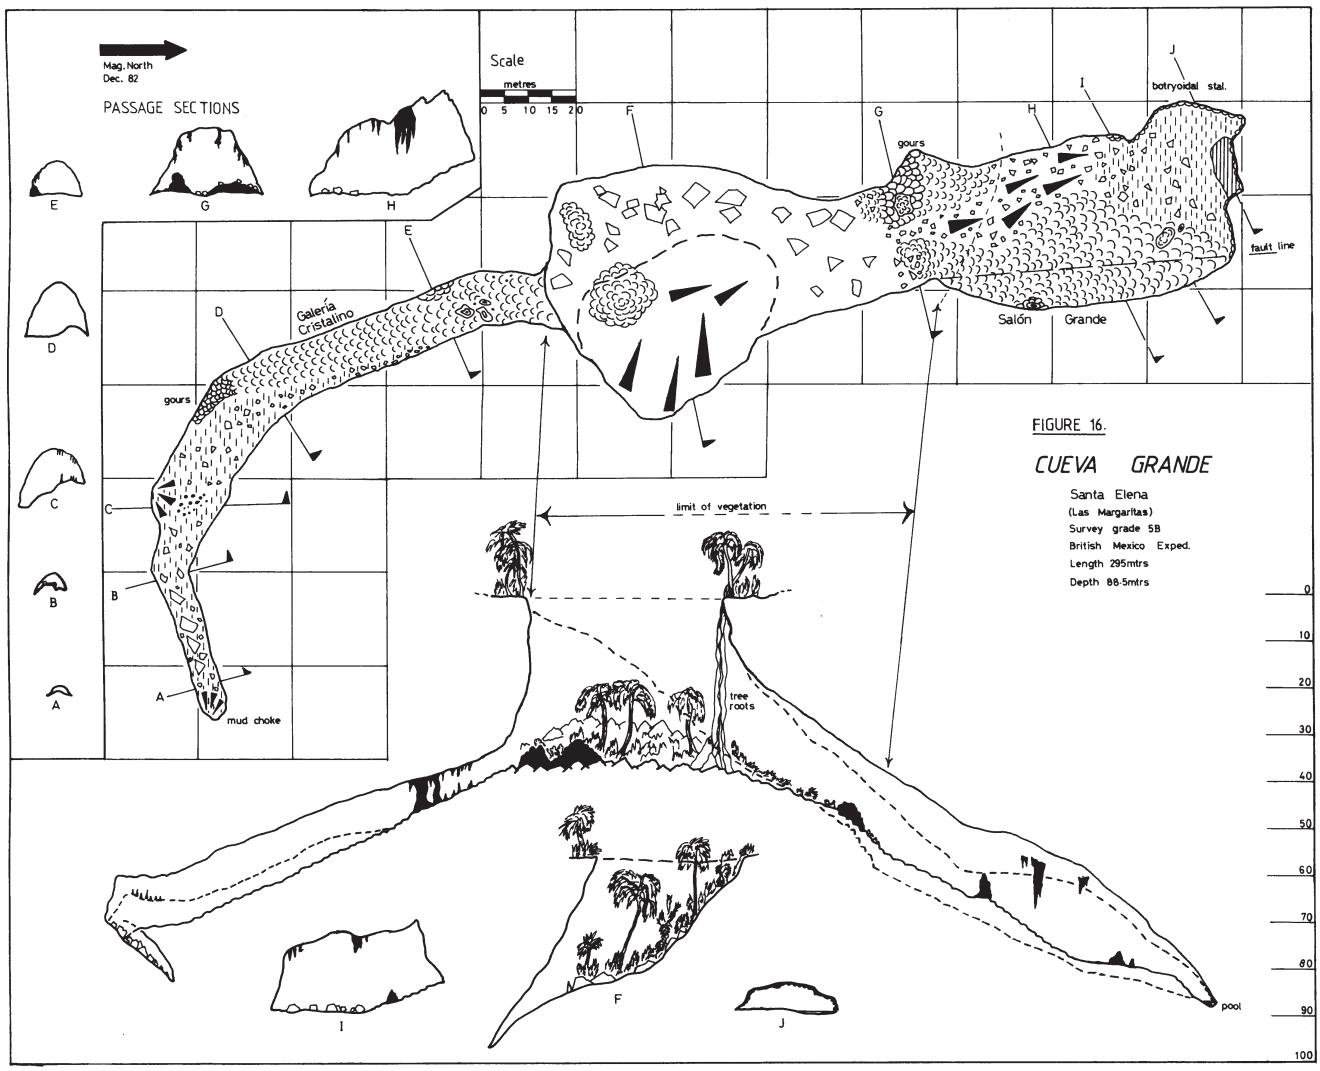 Mag. North
Dec. 82
PASSAGE SECTIONS
Scale
metres
0 5 10 15 20
E
G
H
D
C
B
A
F
G
H
I
J
gours
botryoidal stal.
fault line
Salón Grande
E
D
Galería
Cristalino
gours
C
B
A
mud choke
FIGURE 16.
CUEVA GRANDE
Santa Elena
(Las Margaritas)
Survey grade 5B
British Mexico Exped.
Length 295mtrs
Depth 88·5mtrs
limit of vegetation
tree
roots
0
10
20
30
40
50
60
70
80
90
100
pool
I
F
J